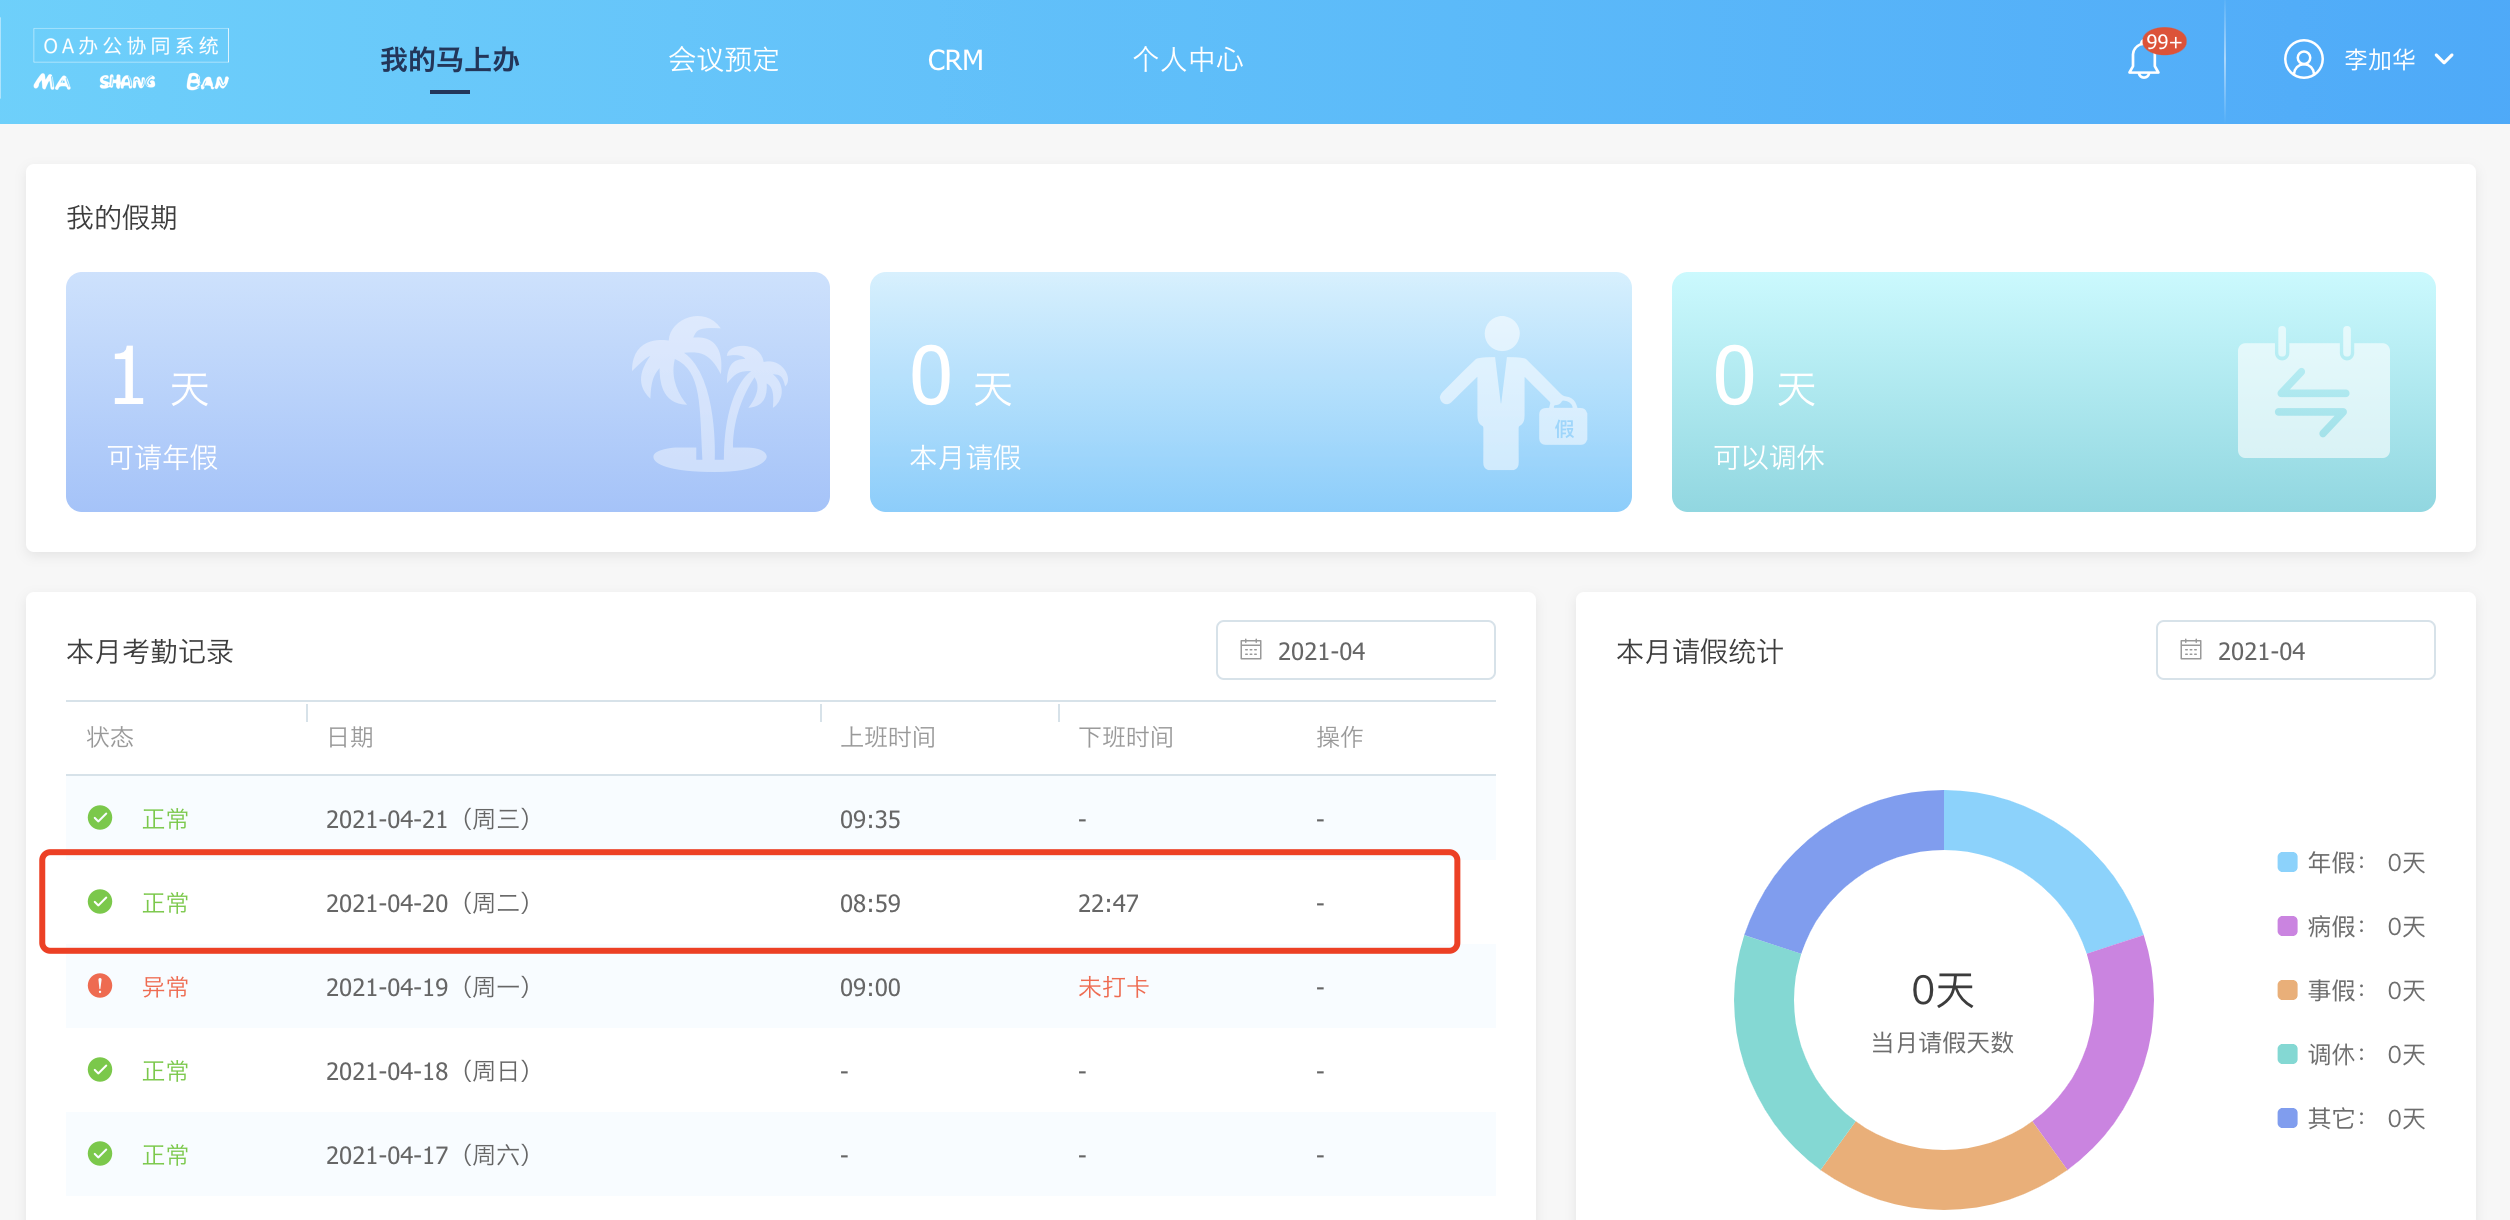 OA办公协同系统
MA SHANG BAN
我的马上办 会议预定 CRM 个人中心 99+ 李加华
我的假期
1 天 0 天 0 天
假
可请年假 本月请假 可以调休
本月考勤记录 2021-04 本月请假统计 2021-04
状态 日期 上班时间 下班时间 操作
正常 2021-04-21（周三） 09:35 - -
正常 2021-04-20（周二） 08:59 22:47 -
异常 2021-04-19（周一） 09:00 未打卡 -
正常 2021-04-18（周日） - - -
正常 2021-04-17（周六） - - -
0天
当月请假天数
年假： 0天
病假： 0天
事假： 0天
调休： 0天
其它： 0天